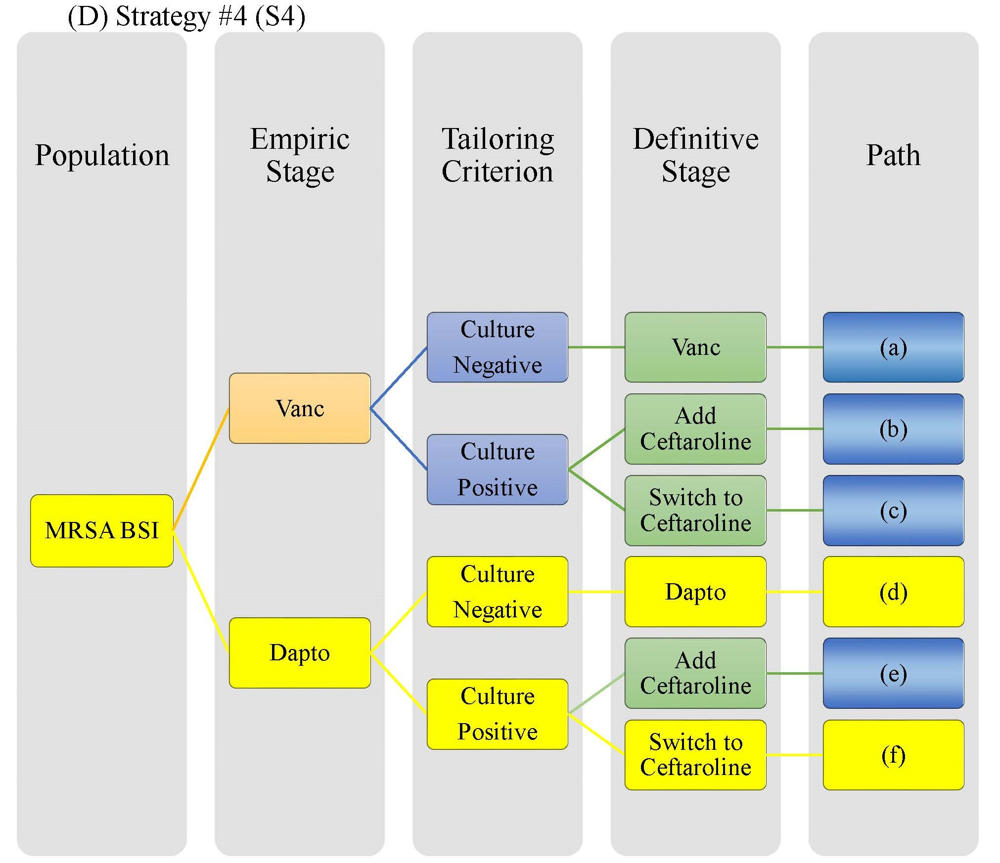 (D) Strategy #4 (S4)
Population
Empiric
Stage
Tailoring
Criterion
Definitive
Stage
Path
MRSA BSI
Vanc
Culture
Negative
Vanc
(a)
Culture
Positive
Add
Ceftaroline
(b)
Switch to
Ceftaroline
(c)
Dapto
Culture
Negative
Dapto
(d)
Culture
Positive
Add
Ceftaroline
(e)
Switch to
Ceftaroline
(f)